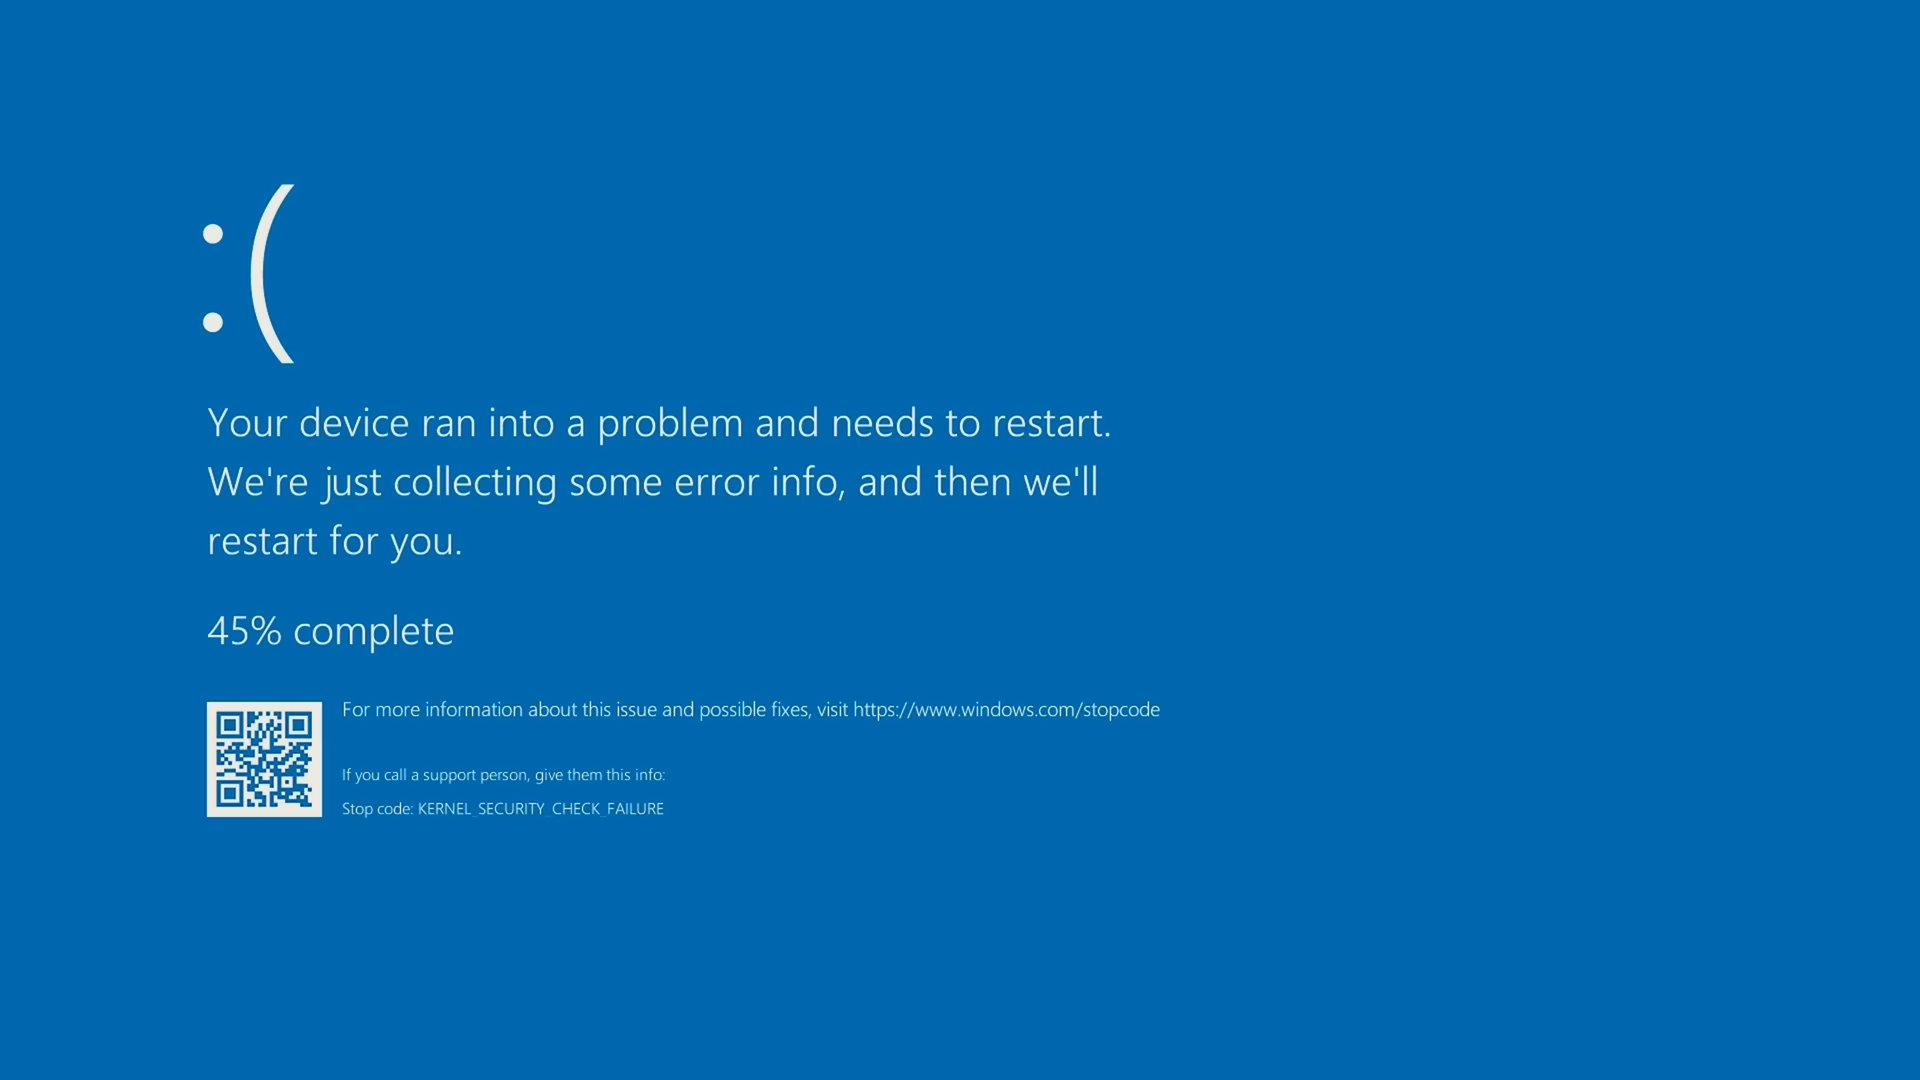 :(
Your device ran into a problem and needs to restart.
We're just collecting some error info, and then we'll
restart for you.
45% complete
For more information about this issue and possible fixes, visit https://www.windows.com/stopcode
If you call a support person, give them this info:
Stop code: KERNEL_SECURITY_CHECK_FAILURE